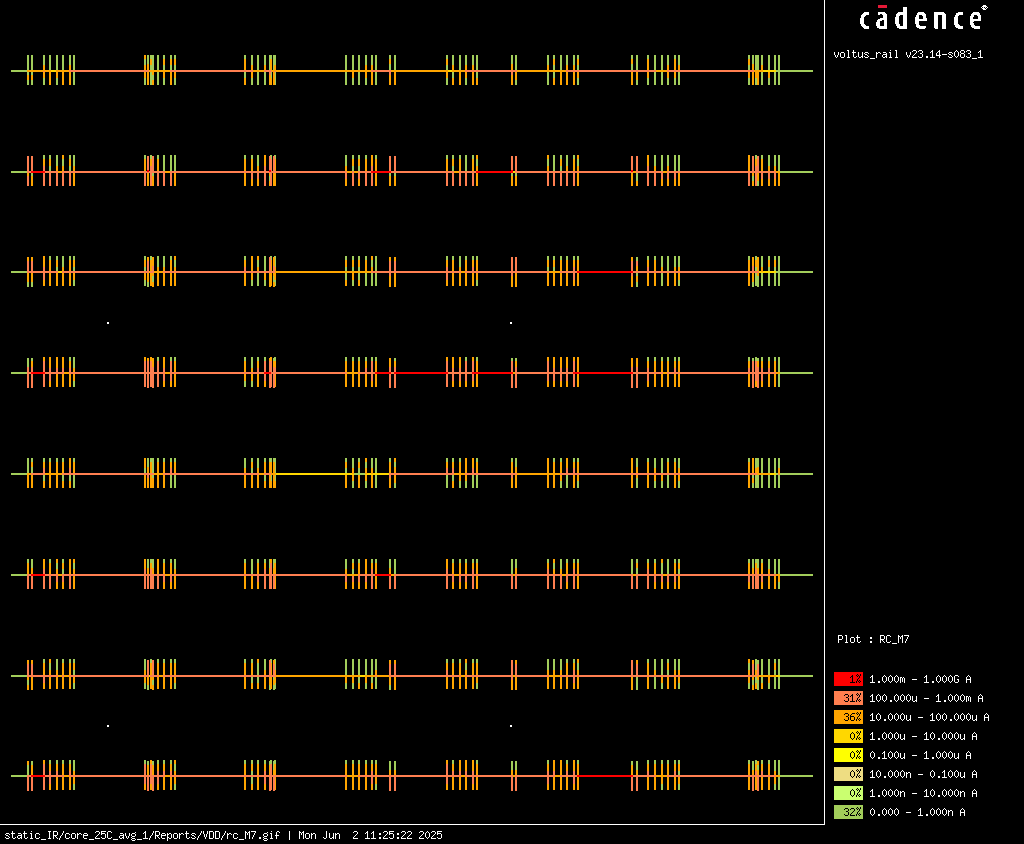 cādence®
voltus_rail v23.14-s083_1
Plot : RC_M7
1% 1.000m - 1.000G A
31% 100.000u - 1.000m A
36% 10.000u - 100.000u A
0% 1.000u - 10.000u A
0% 0.100u - 1.000u A
0% 10.000n - 0.100u A
0% 1.000n - 10.000n A
32% 0.000 - 1.000n A
static_IR/core_25C_avg_1/Reports/VDD/rc_M7.gif | Mon Jun  2 11:25:22 2025